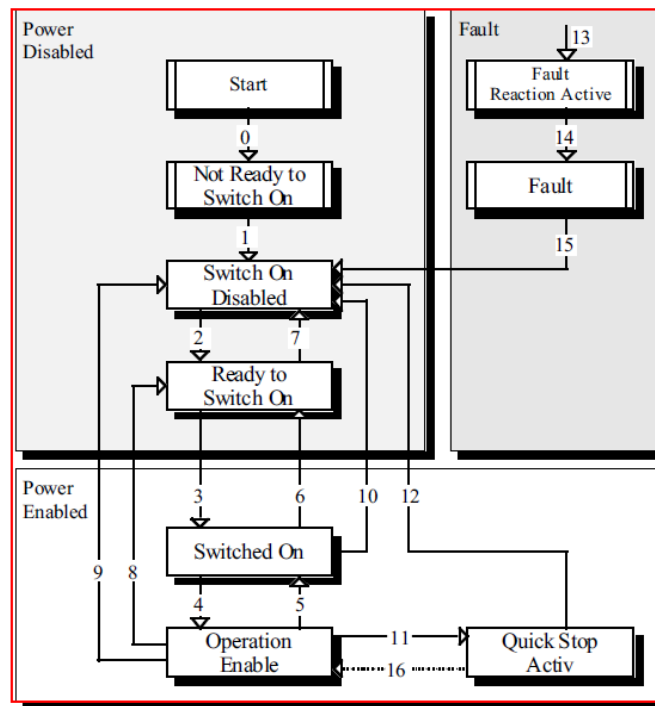 Power
Disabled
Start
0
Not Ready to
Switch On
1
Switch On
Disabled
2
7
Ready to
Switch On
Fault
13
Fault
Reaction Active
14
Fault
15
Power
Enabled
3
6
10
12
Switched On
9
8
4
5
Operation
Enable
11
16
Quick Stop
Activ